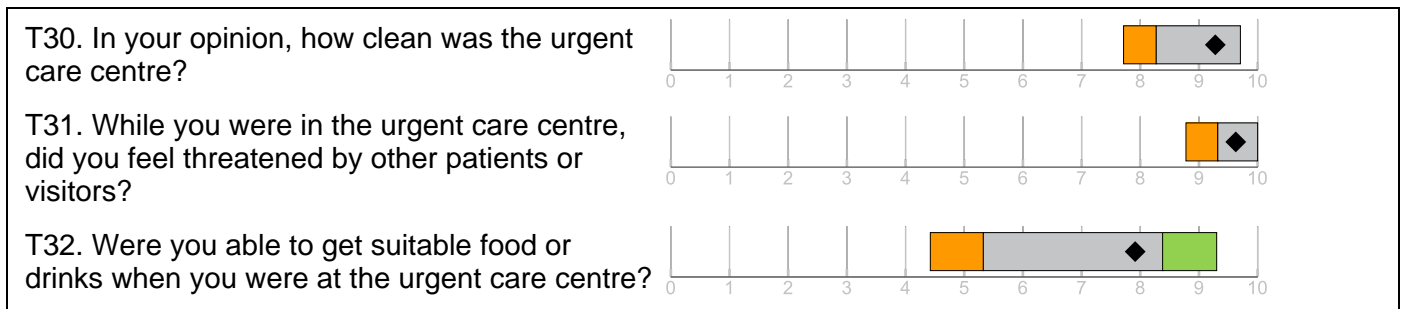 T30. In your opinion, how clean was the urgent
care centre?
0 1 2 3 4 5 6 7 8 9 10
T31. While you were in the urgent care centre,
did you feel threatened by other patients or
visitors?
0 1 2 3 4 5 6 7 8 9 10
T32. Were you able to get suitable food or
drinks when you were at the urgent care centre?
0 1 2 3 4 5 6 7 8 9 10